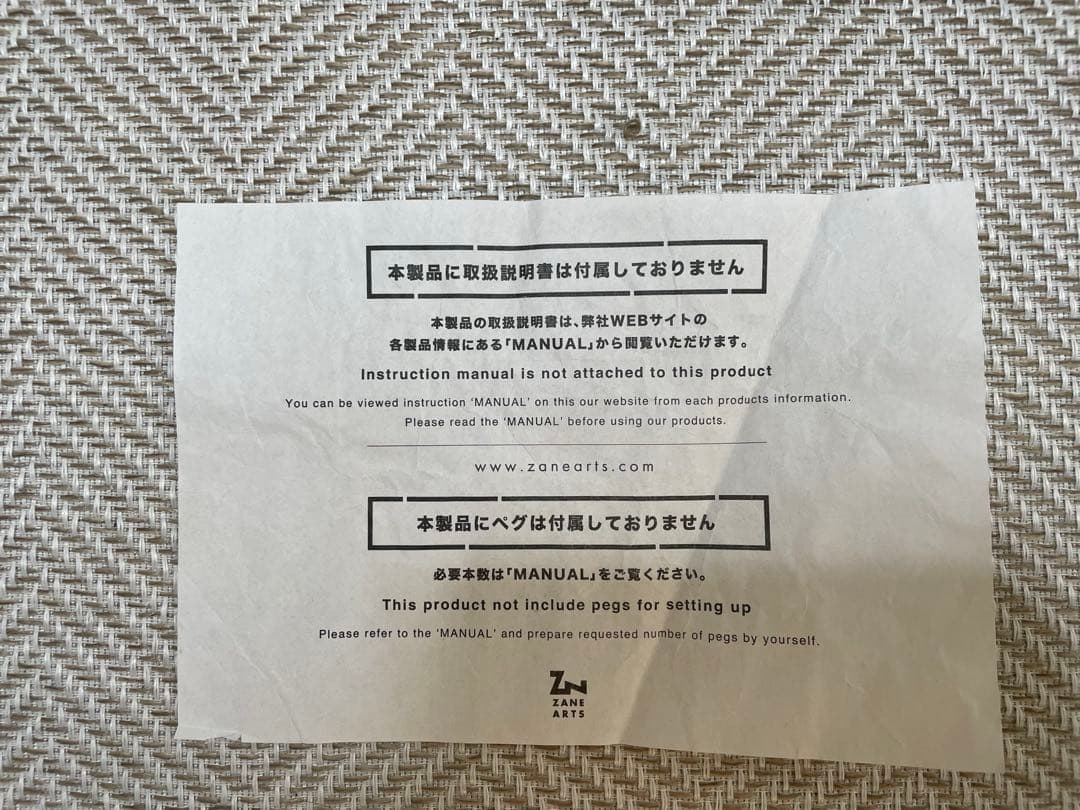 本製品に取扱説明書は付属しておりません
本製品の取扱説明書は、弊社WEBサイトの
各製品情報にある「MANUAL」から閲覧いただけます。
Instruction manual is not attached to this product
You can be viewed instruction ‘MANUAL’ on this our website from each products information.
Please read the ‘MANUAL’ before using our products.
www.zanearts.com
本製品にペグは付属しておりません
必要本数は「MANUAL」をご覧ください。
This product not include pegs for setting up
Please refer to the ‘MANUAL’ and prepare requested number of pegs by yourself.
ZANE
ARTS